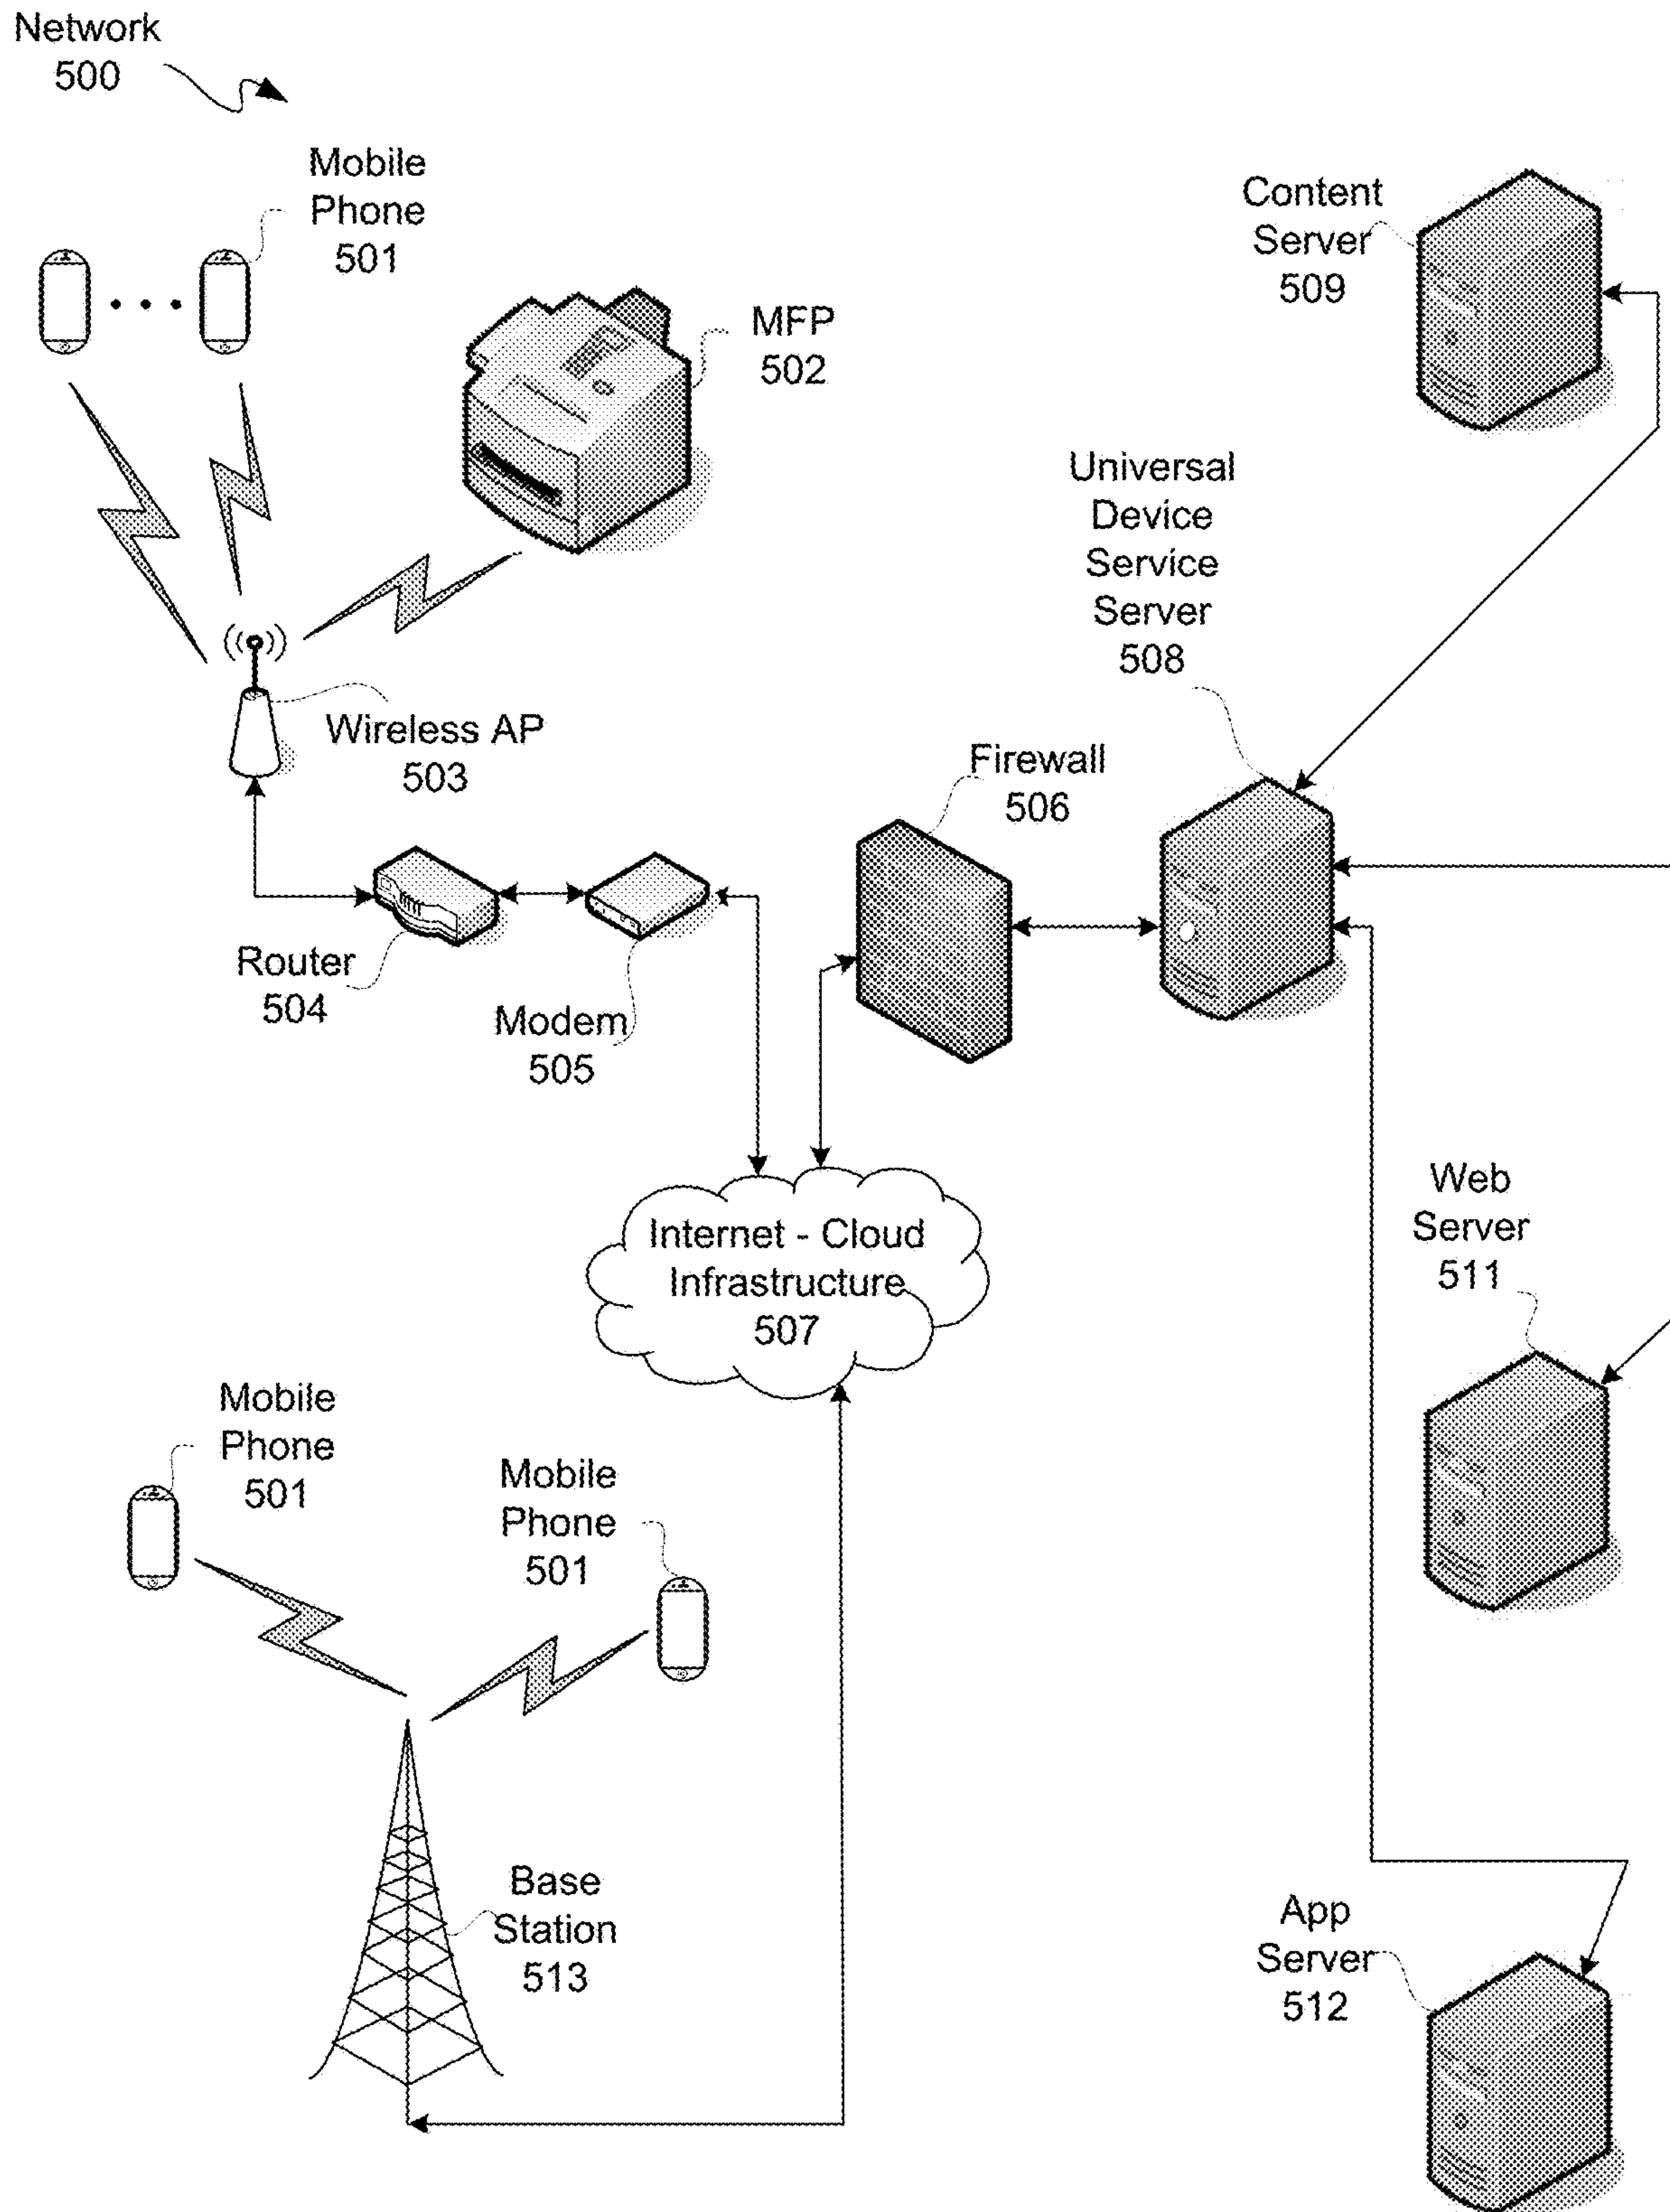 Network
500
Mobile
Phone
501
MFP
502
Content
Server
509
Universal
Device
Service
Server
508
Wireless AP
503
Firewall
506
Router
504
Modem
505
Internet - Cloud
Infrastructure
507
Web
Server
511
Mobile
Phone
501
Mobile
Phone
501
Base
Station
513
App
Server
512